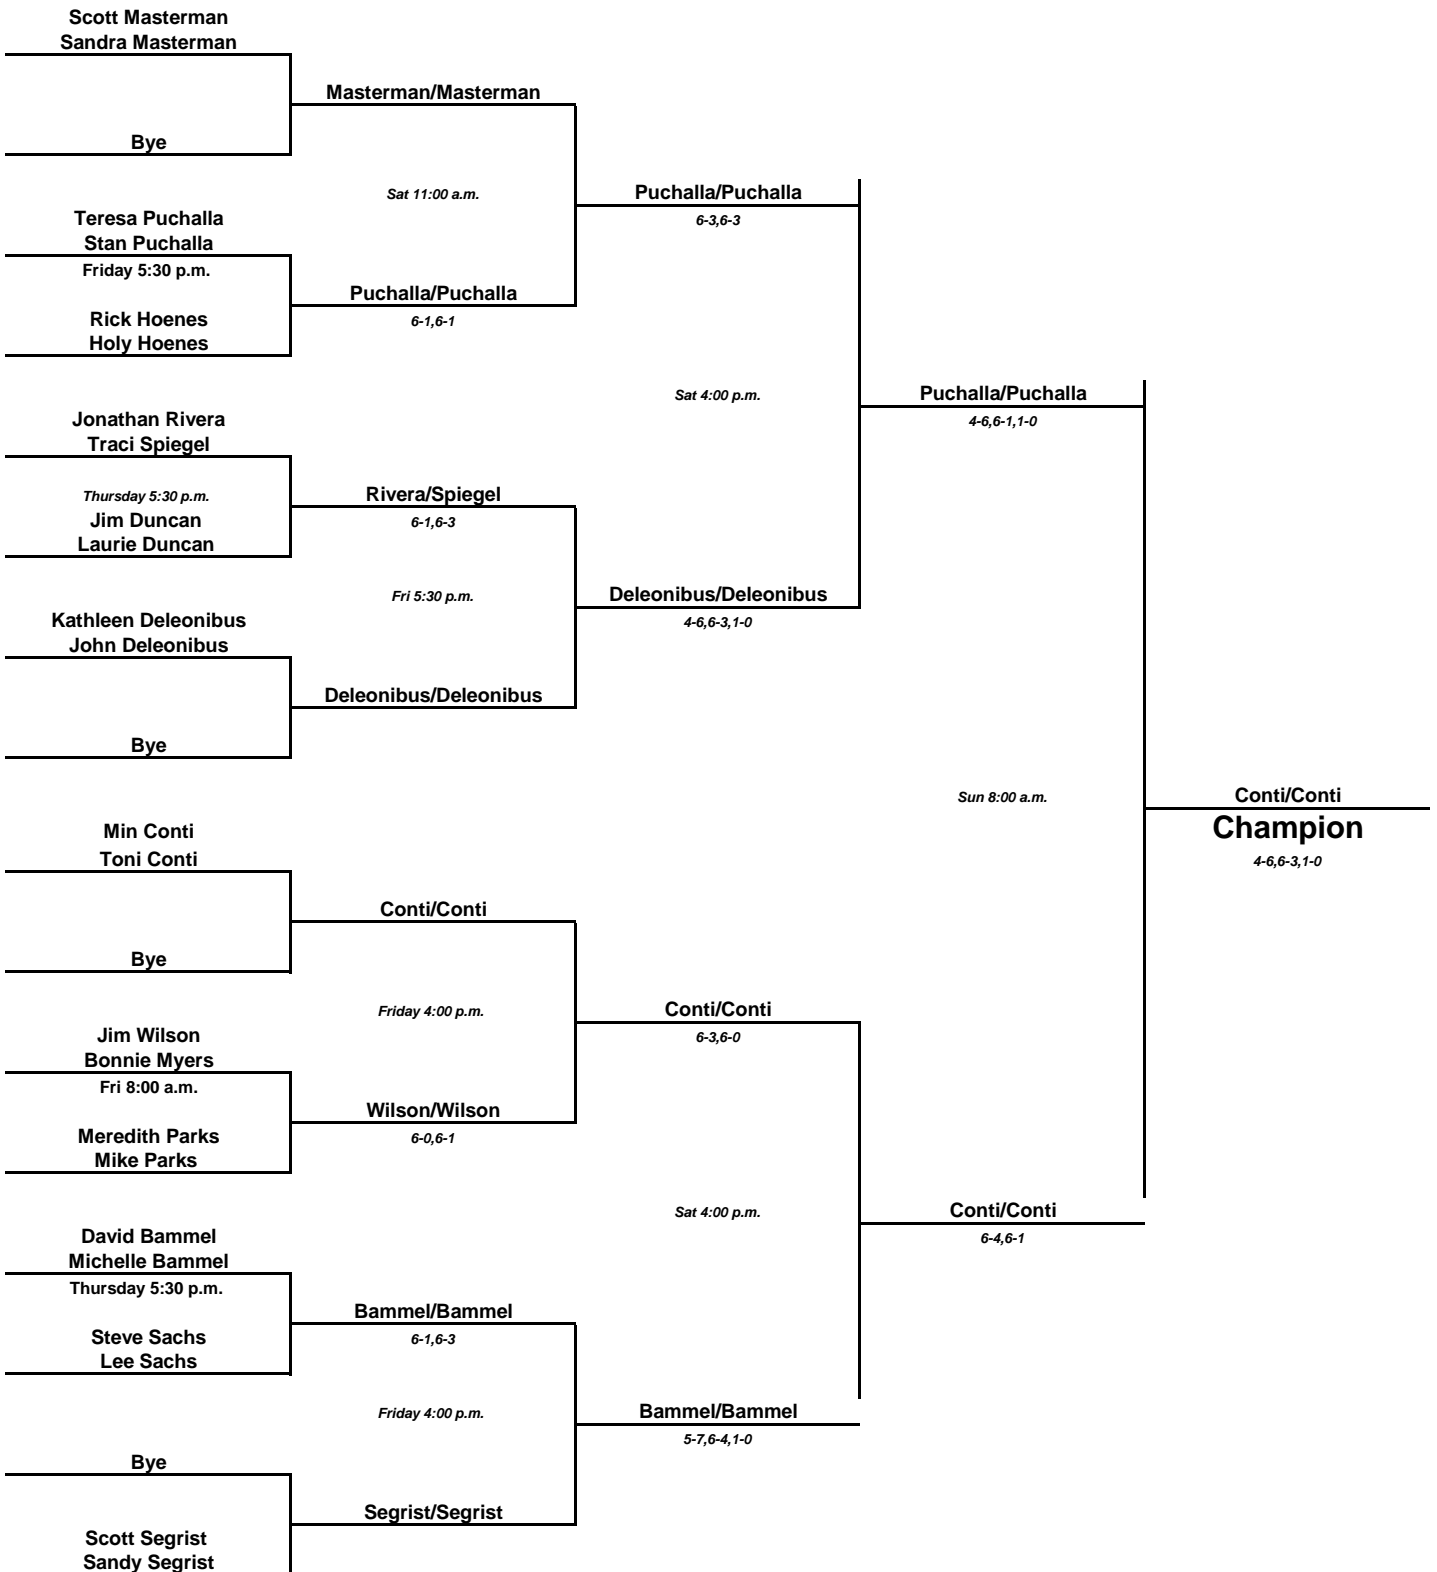 Scott Masterman
Sandra Masterman
Masterman/Masterman
Bye
Sat 11:00 a.m.
Puchalla/Puchalla
6-3,6-3
Teresa Puchalla
Stan Puchalla
Friday 5:30 p.m.
Puchalla/Puchalla
6-1,6-1
Rick Hoenes
Holy Hoenes
Sat 4:00 p.m.
Puchalla/Puchalla
4-6,6-1,1-0
Jonathan Rivera
Traci Spiegel
Thursday 5:30 p.m.
Rivera/Spiegel
6-1,6-3
Jim Duncan
Laurie Duncan
Fri 5:30 p.m.
Deleonibus/Deleonibus
4-6,6-3,1-0
Kathleen Deleonibus
John Deleonibus
Deleonibus/Deleonibus
Bye
Sun 8:00 a.m.
Conti/Conti
Champion
4-6,6-3,1-0
Min Conti
Toni Conti
Conti/Conti
Bye
Friday 4:00 p.m.
Conti/Conti
6-3,6-0
Jim Wilson
Bonnie Myers
Fri 8:00 a.m.
Wilson/Wilson
6-0,6-1
Meredith Parks
Mike Parks
Sat 4:00 p.m.
Conti/Conti
6-4,6-1
David Bammel
Michelle Bammel
Thursday 5:30 p.m.
Bammel/Bammel
6-1,6-3
Steve Sachs
Lee Sachs
Friday 4:00 p.m.
Bammel/Bammel
5-7,6-4,1-0
Bye
Segrist/Segrist
Scott Segrist
Sandy Segrist